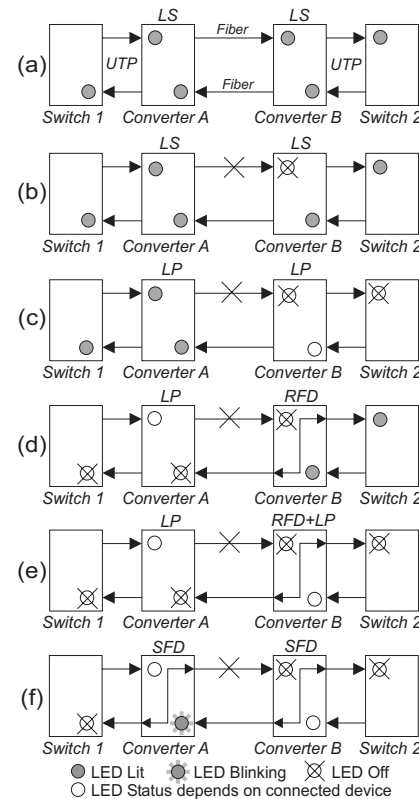 LS LS
Fiber
(a) UTP UTP
Fiber
Switch 1 Converter A Converter B Switch 2
LS LS
(b)
Switch 1 Converter A Converter B Switch 2
LP LP
(c)
Switch 1 Converter A Converter B Switch 2
LP RFD
(d)
Switch 1 Converter A Converter B Switch 2
LP RFD+LP
(e)
Switch 1 Converter A Converter B Switch 2
SFD SFD
(f)
Switch 1 Converter A Converter B Switch 2
LED Lit LED Blinking LED Off
LED Status depends on connected device